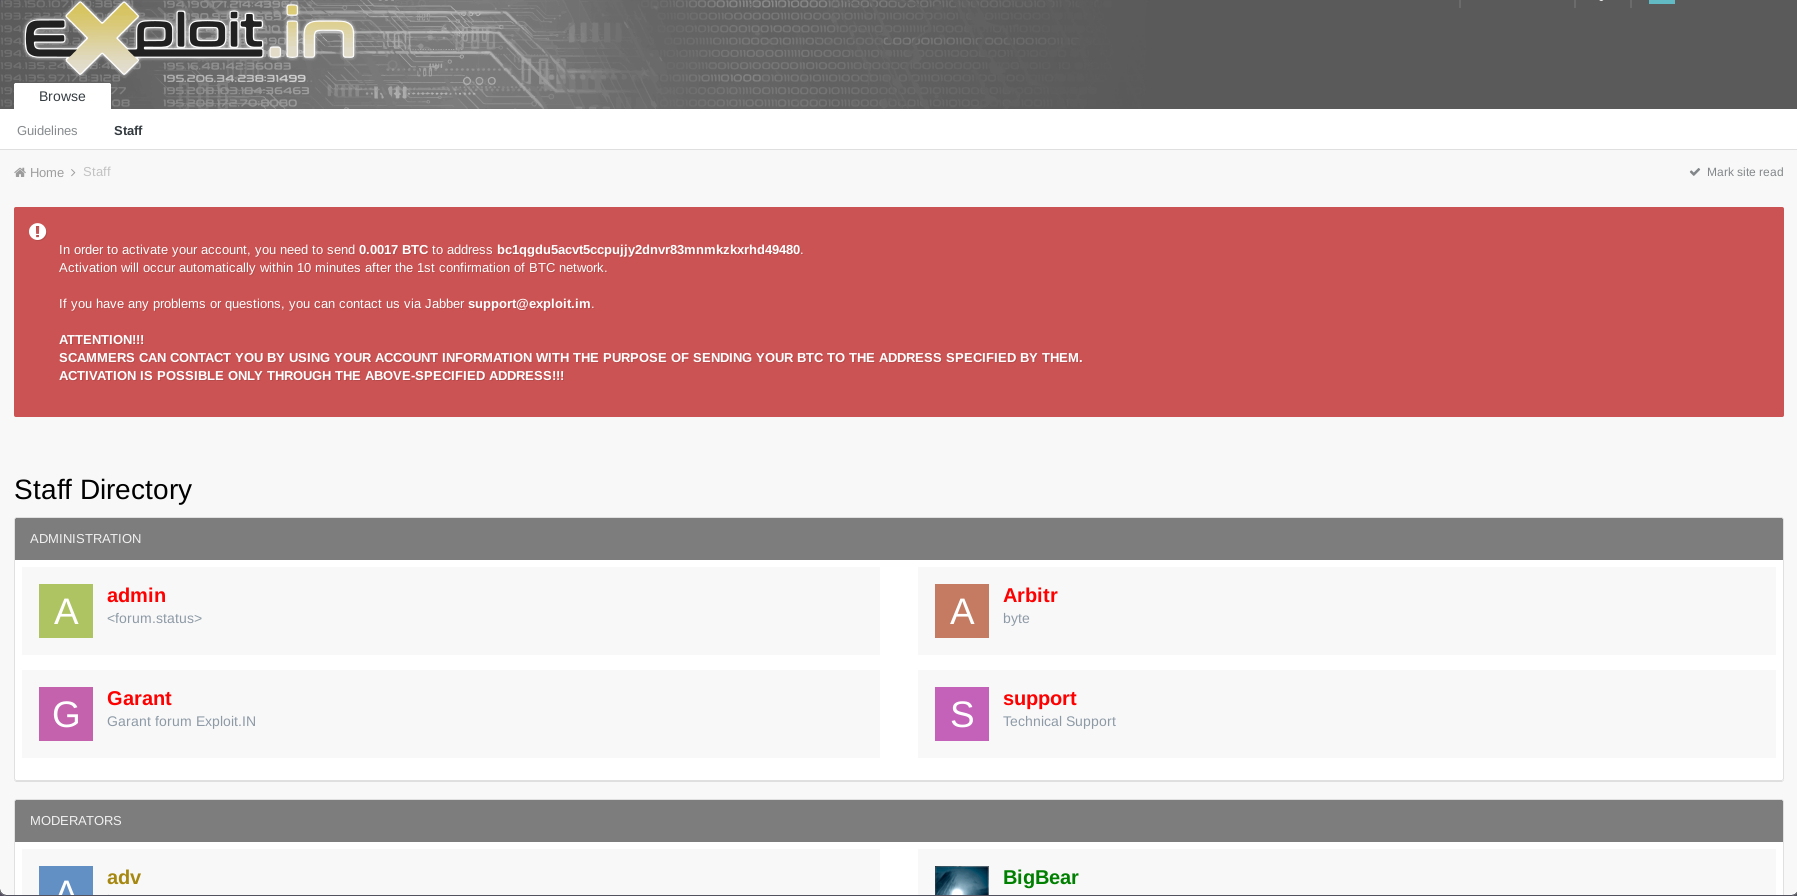 exploit.in
195.206.34.238:31499
Browse
Guidelines
Staff
Home
Staff
Mark site read
In order to activate your account, you need to send 0.0017 BTC to address bc1qgdu5acvt5ccpujjy2dnvr83mnmkzkxrhd49480.
Activation will occur automatically within 10 minutes after the 1st confirmation of BTC network.
If you have any problems or questions, you can contact us via Jabber support@exploit.im.
ATTENTION!!!
SCAMMERS CAN CONTACT YOU BY USING YOUR ACCOUNT INFORMATION WITH THE PURPOSE OF SENDING YOUR BTC TO THE ADDRESS SPECIFIED BY THEM.
ACTIVATION IS POSSIBLE ONLY THROUGH THE ABOVE-SPECIFIED ADDRESS!!!
Staff Directory
ADMINISTRATION
A
admin
<forum.status>
A
Arbitr
byte
G
Garant
Garant forum Exploit.IN
S
support
Technical Support
MODERATORS
A
adv
BigBear